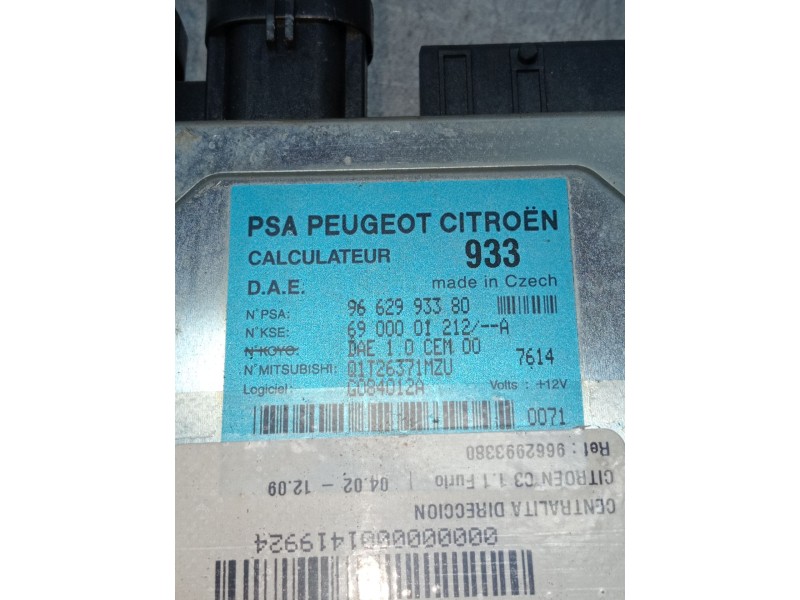 PSA PEUGEOT CITROËN
CALCULATEUR 933
D.A.E. made in Czech
N°PSA: 96 629 933 80
N°KSE: 69 000 01 212/--A
N°KOYO: DAE 1 0 CEM 00 7614
N°MITSUBISHI: Q1T26371MZU
Logiciel: G084012A Volts : +12V
0071
Ref : 9662993380
CITROEN C3 1.1 Furio | 04.02 - 12.09
CENTRALITA DIRECCION
0000000001419924